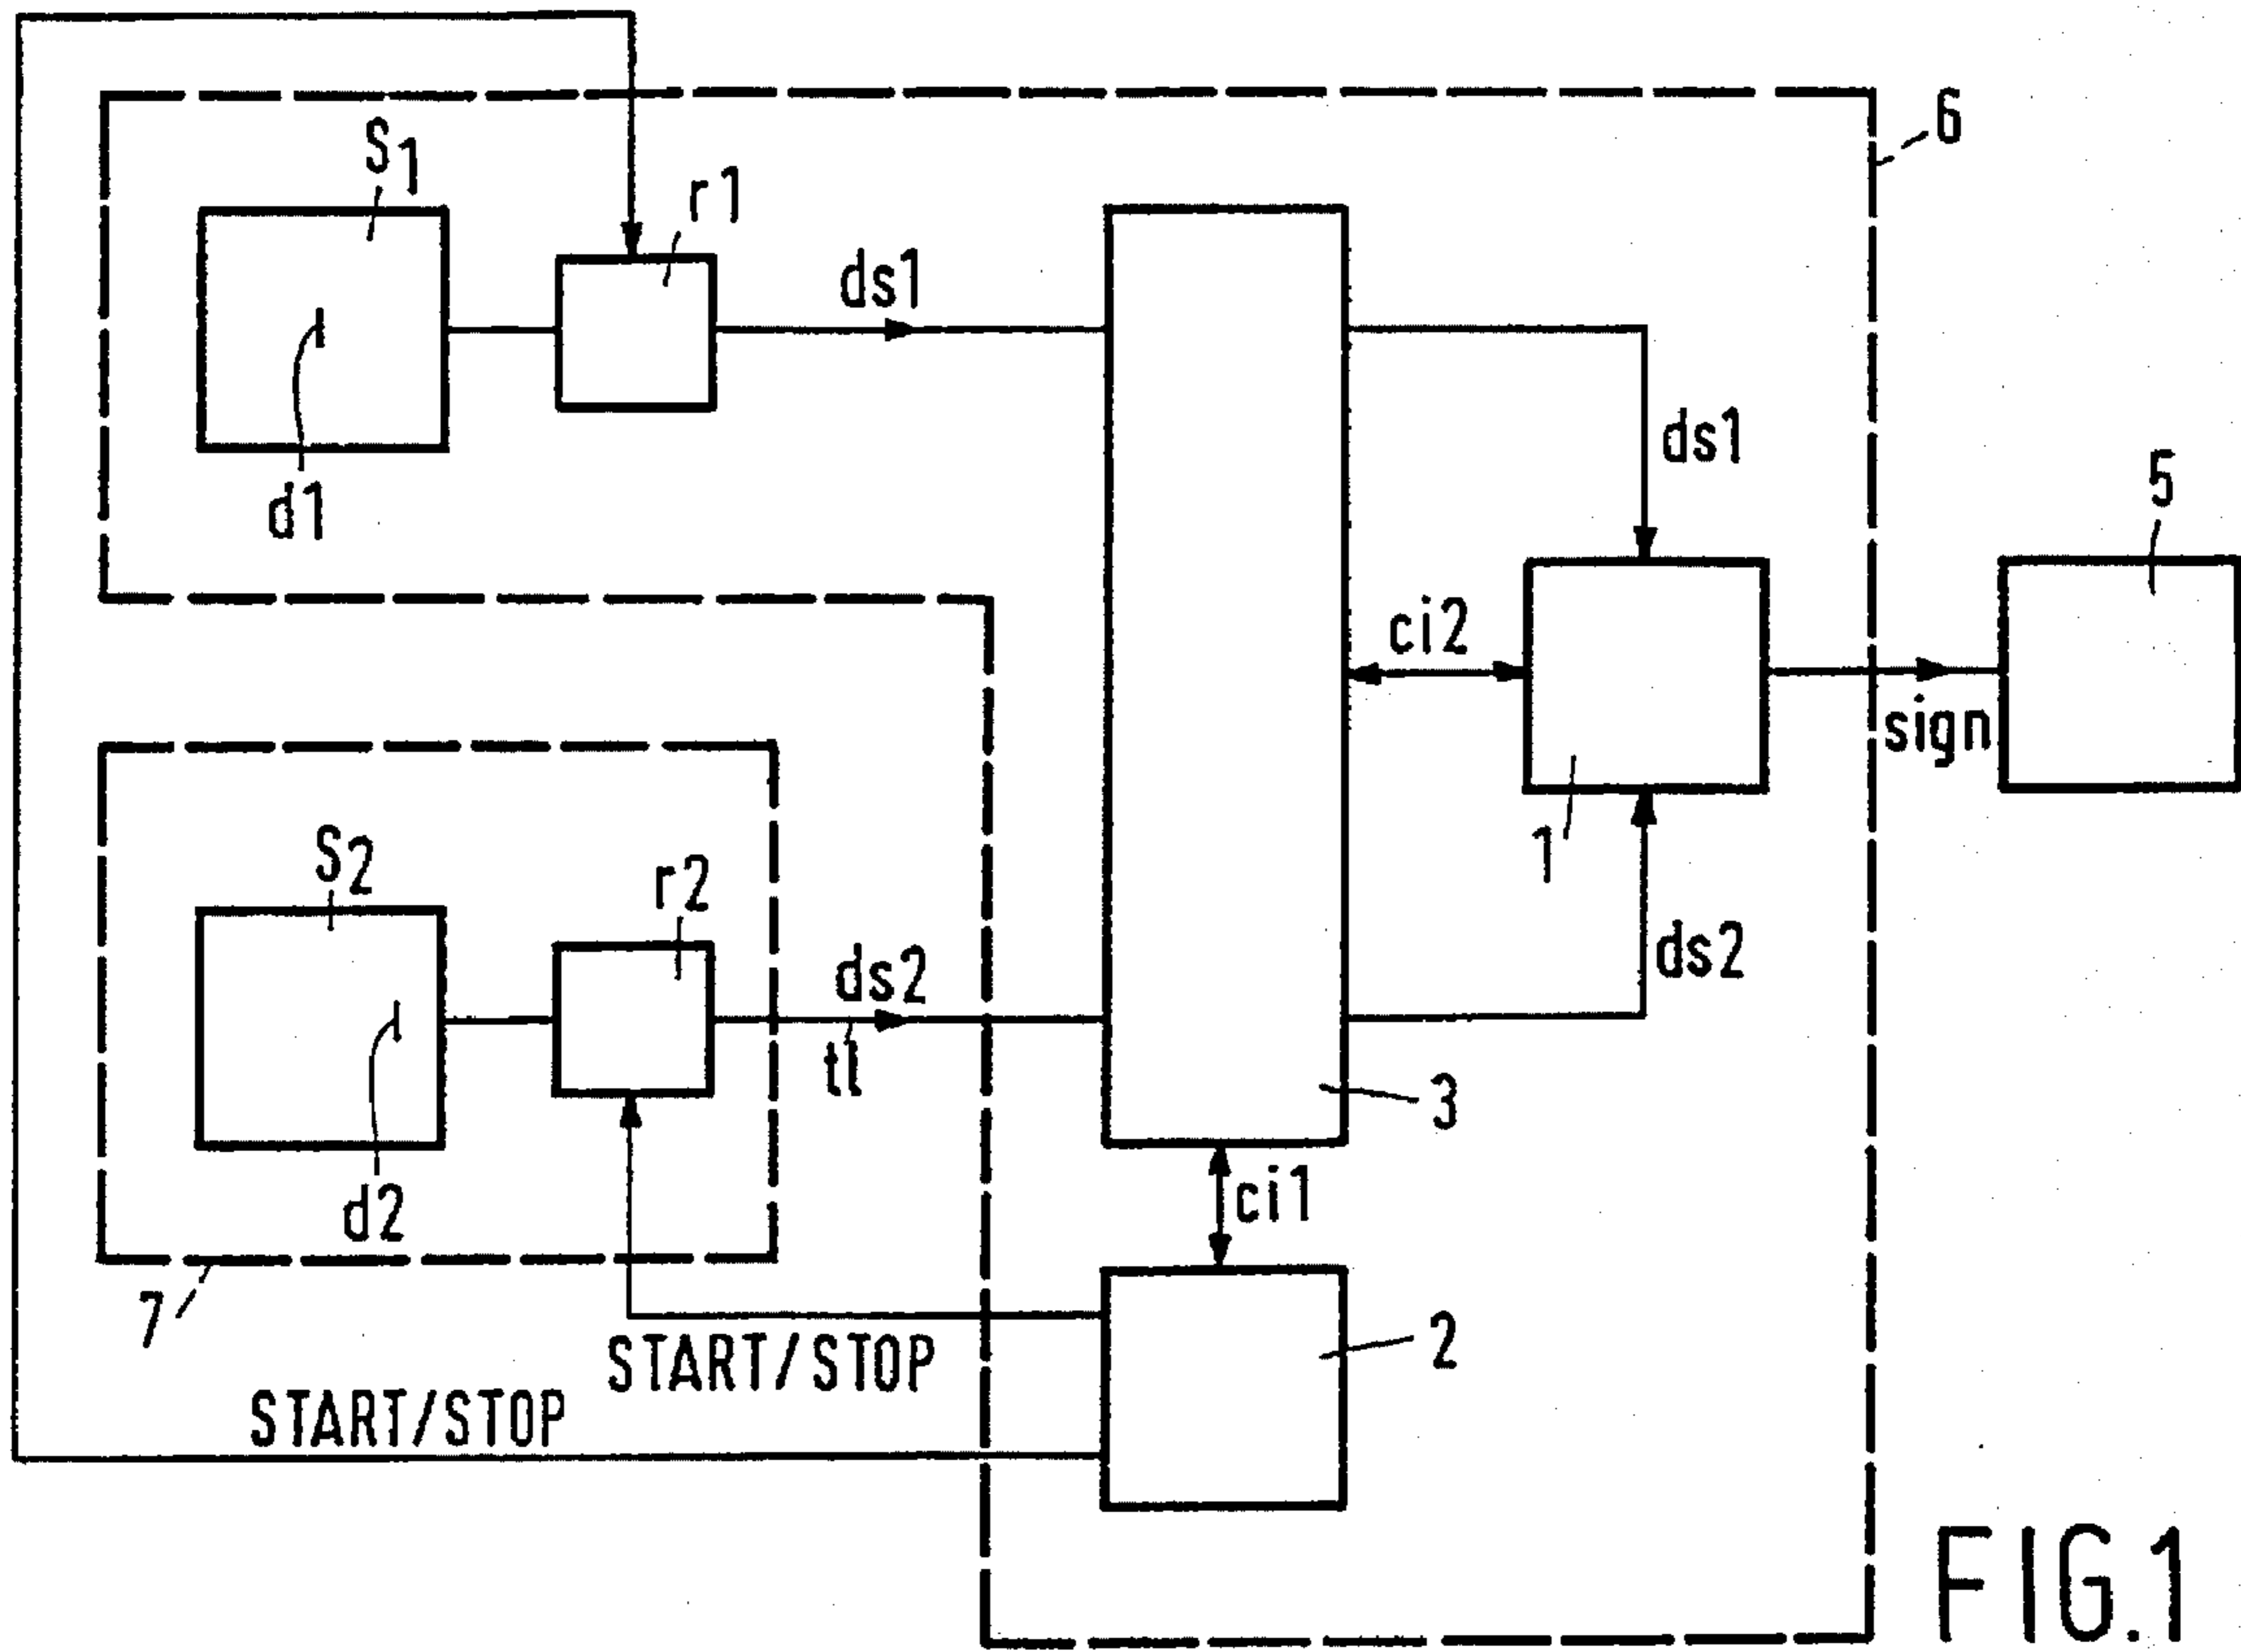 6
S1
r1
ds1
d1
ds1
5
ci2
sign
1
S2
r2
ds2
ds2
tl
3
d2
ci1
7
START/STOP
2
START/STOP
FIG.1